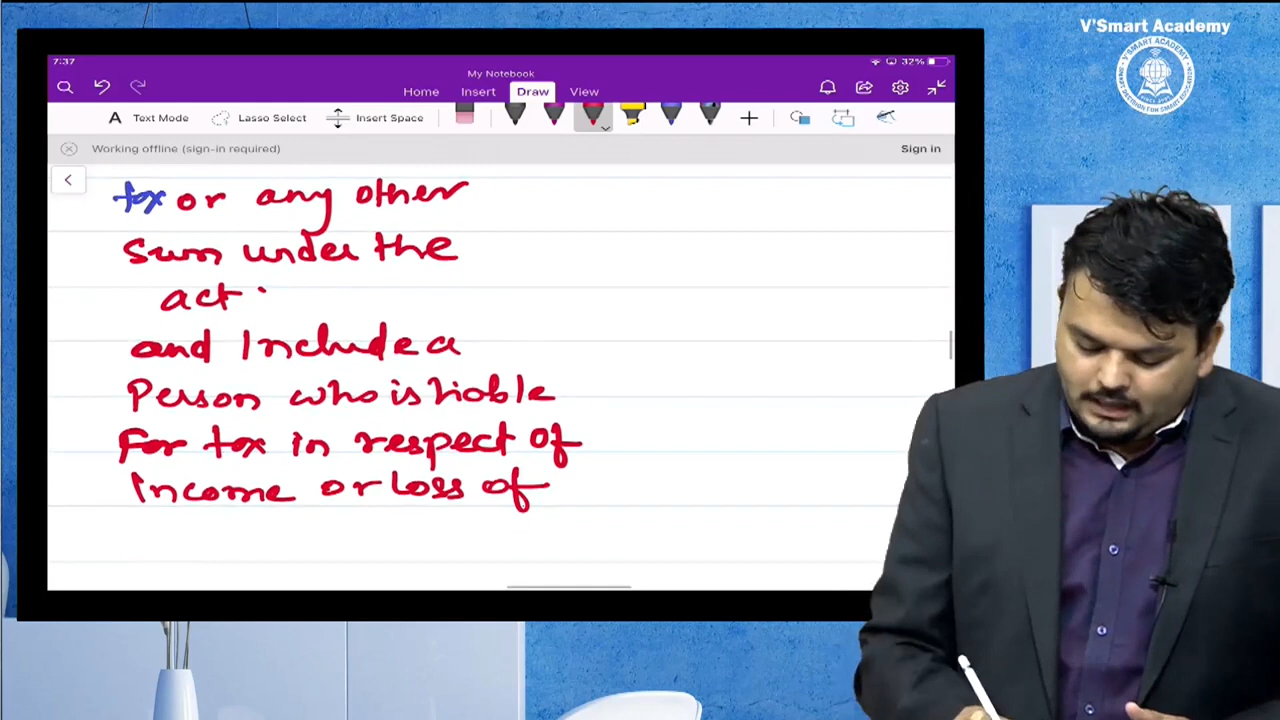 V'Smart Academy
7:37
32%
My Notebook
Home Insert Draw View
Text Mode Lasso Select Insert Space
Working offline (sign-in required) Sign in
tax or any other
sum under the
act.
and Include a
Person who is liable
For tax in respect of
Income or Loss of